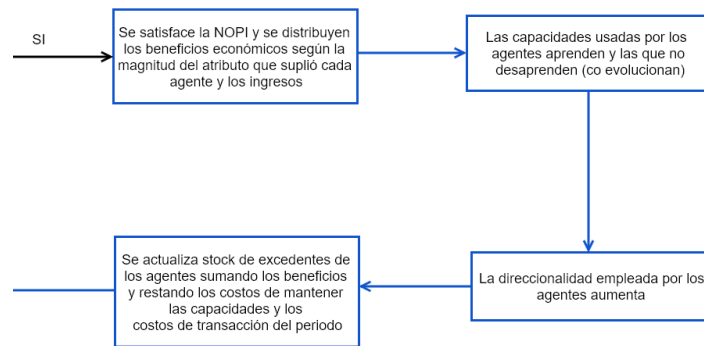 SI
Se satisface la NOPI y se distribuyen
los beneficios económicos según la
magnitud del atributo que suplió cada
agente y los ingresos
Las capacidades usadas por los
agentes aprenden y las que no
desaprenden (co evolucionan)
La direccionalidad empleada por los
agentes aumenta
Se actualiza stock de excedentes de
los agentes sumando los beneficios
y restando los costos de mantener
las capacidades y los
costos de transacción del periodo